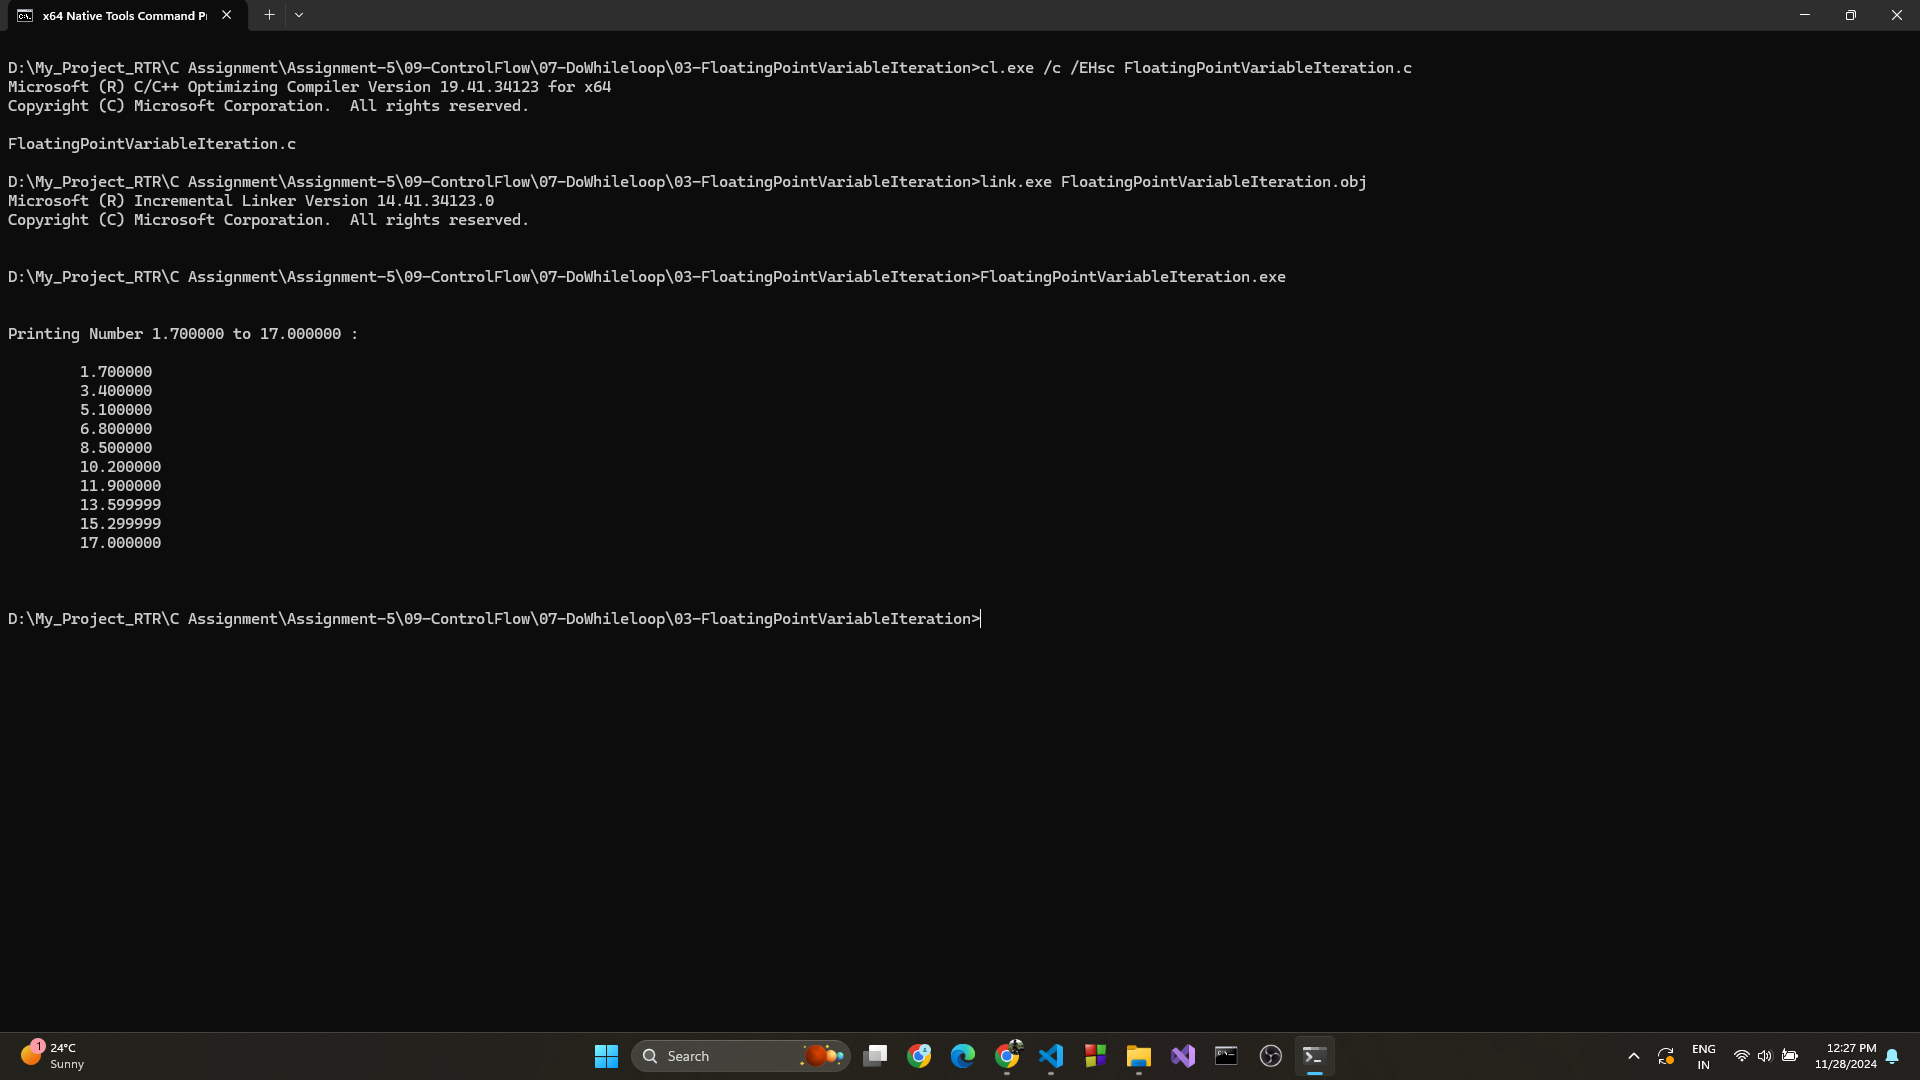 x64 Native Tools Command P
D:\My_Project_RTR\C Assignment\Assignment-5\09-ControlFlow\07-DoWhileloop\03-FloatingPointVariableIteration>cl.exe /c /EHsc FloatingPointVariableIteration.c
Microsoft (R) C/C++ Optimizing Compiler Version 19.41.34123 for x64
Copyright (C) Microsoft Corporation.  All rights reserved.
FloatingPointVariableIteration.c
D:\My_Project_RTR\C Assignment\Assignment-5\09-ControlFlow\07-DoWhileloop\03-FloatingPointVariableIteration>link.exe FloatingPointVariableIteration.obj
Microsoft (R) Incremental Linker Version 14.41.34123.0
Copyright (C) Microsoft Corporation.  All rights reserved.
D:\My_Project_RTR\C Assignment\Assignment-5\09-ControlFlow\07-DoWhileloop\03-FloatingPointVariableIteration>FloatingPointVariableIteration.exe
Printing Number 1.700000 to 17.000000 :
1.700000
3.400000
5.100000
6.800000
8.500000
10.200000
11.900000
13.599999
15.299999
17.000000
D:\My_Project_RTR\C Assignment\Assignment-5\09-ControlFlow\07-DoWhileloop\03-FloatingPointVariableIteration>
1
24°C
Sunny
Search
ENG
IN
12:27 PM
11/28/2024